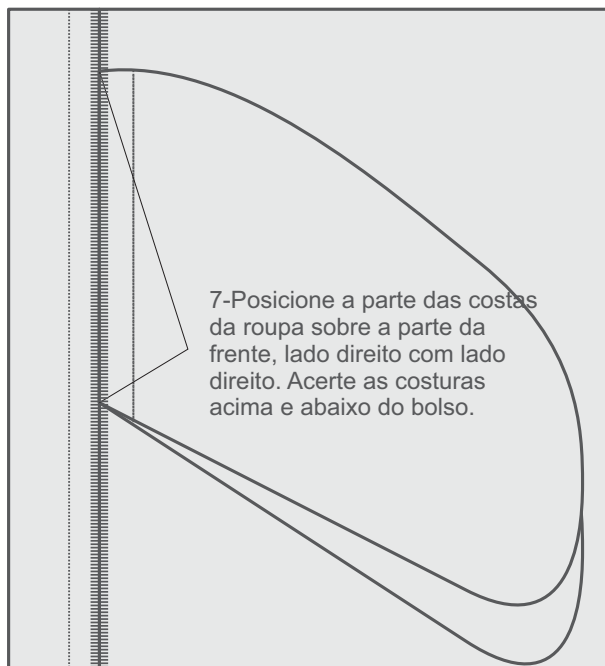 7-Posicione a parte das costas
da roupa sobre a parte da
frente, lado direito com lado
direito. Acerte as costuras
acima e abaixo do bolso.